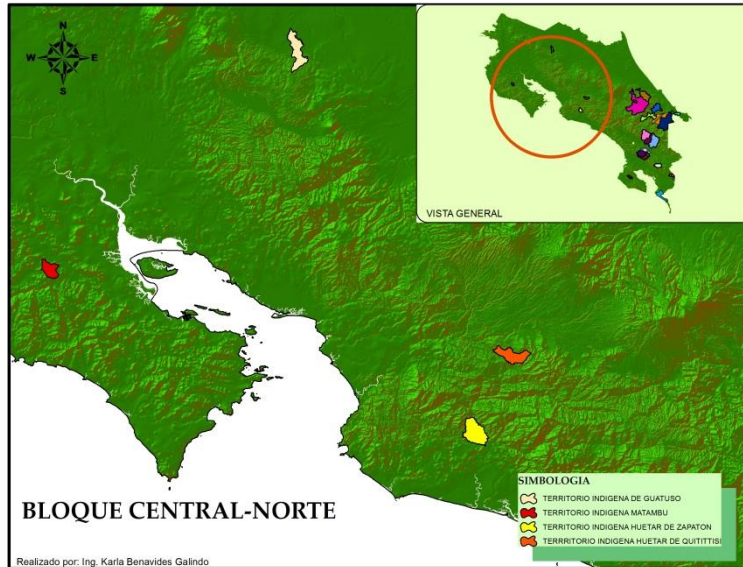 N
W E
S
VISTA GENERAL
BLOQUE CENTRAL-NORTE
SIMBOLOGIA
TERRITORIO INDIGENA DE GUATUSO
TERRITORIO INDIGENA MATAMBU
TERRITORIO INDIGENA HUETAR DE ZAPATON
TERRRITORIO INDIGENA HUETAR DE QUITITTISI
Realizado por: Ing. Karla Benavides Galindo